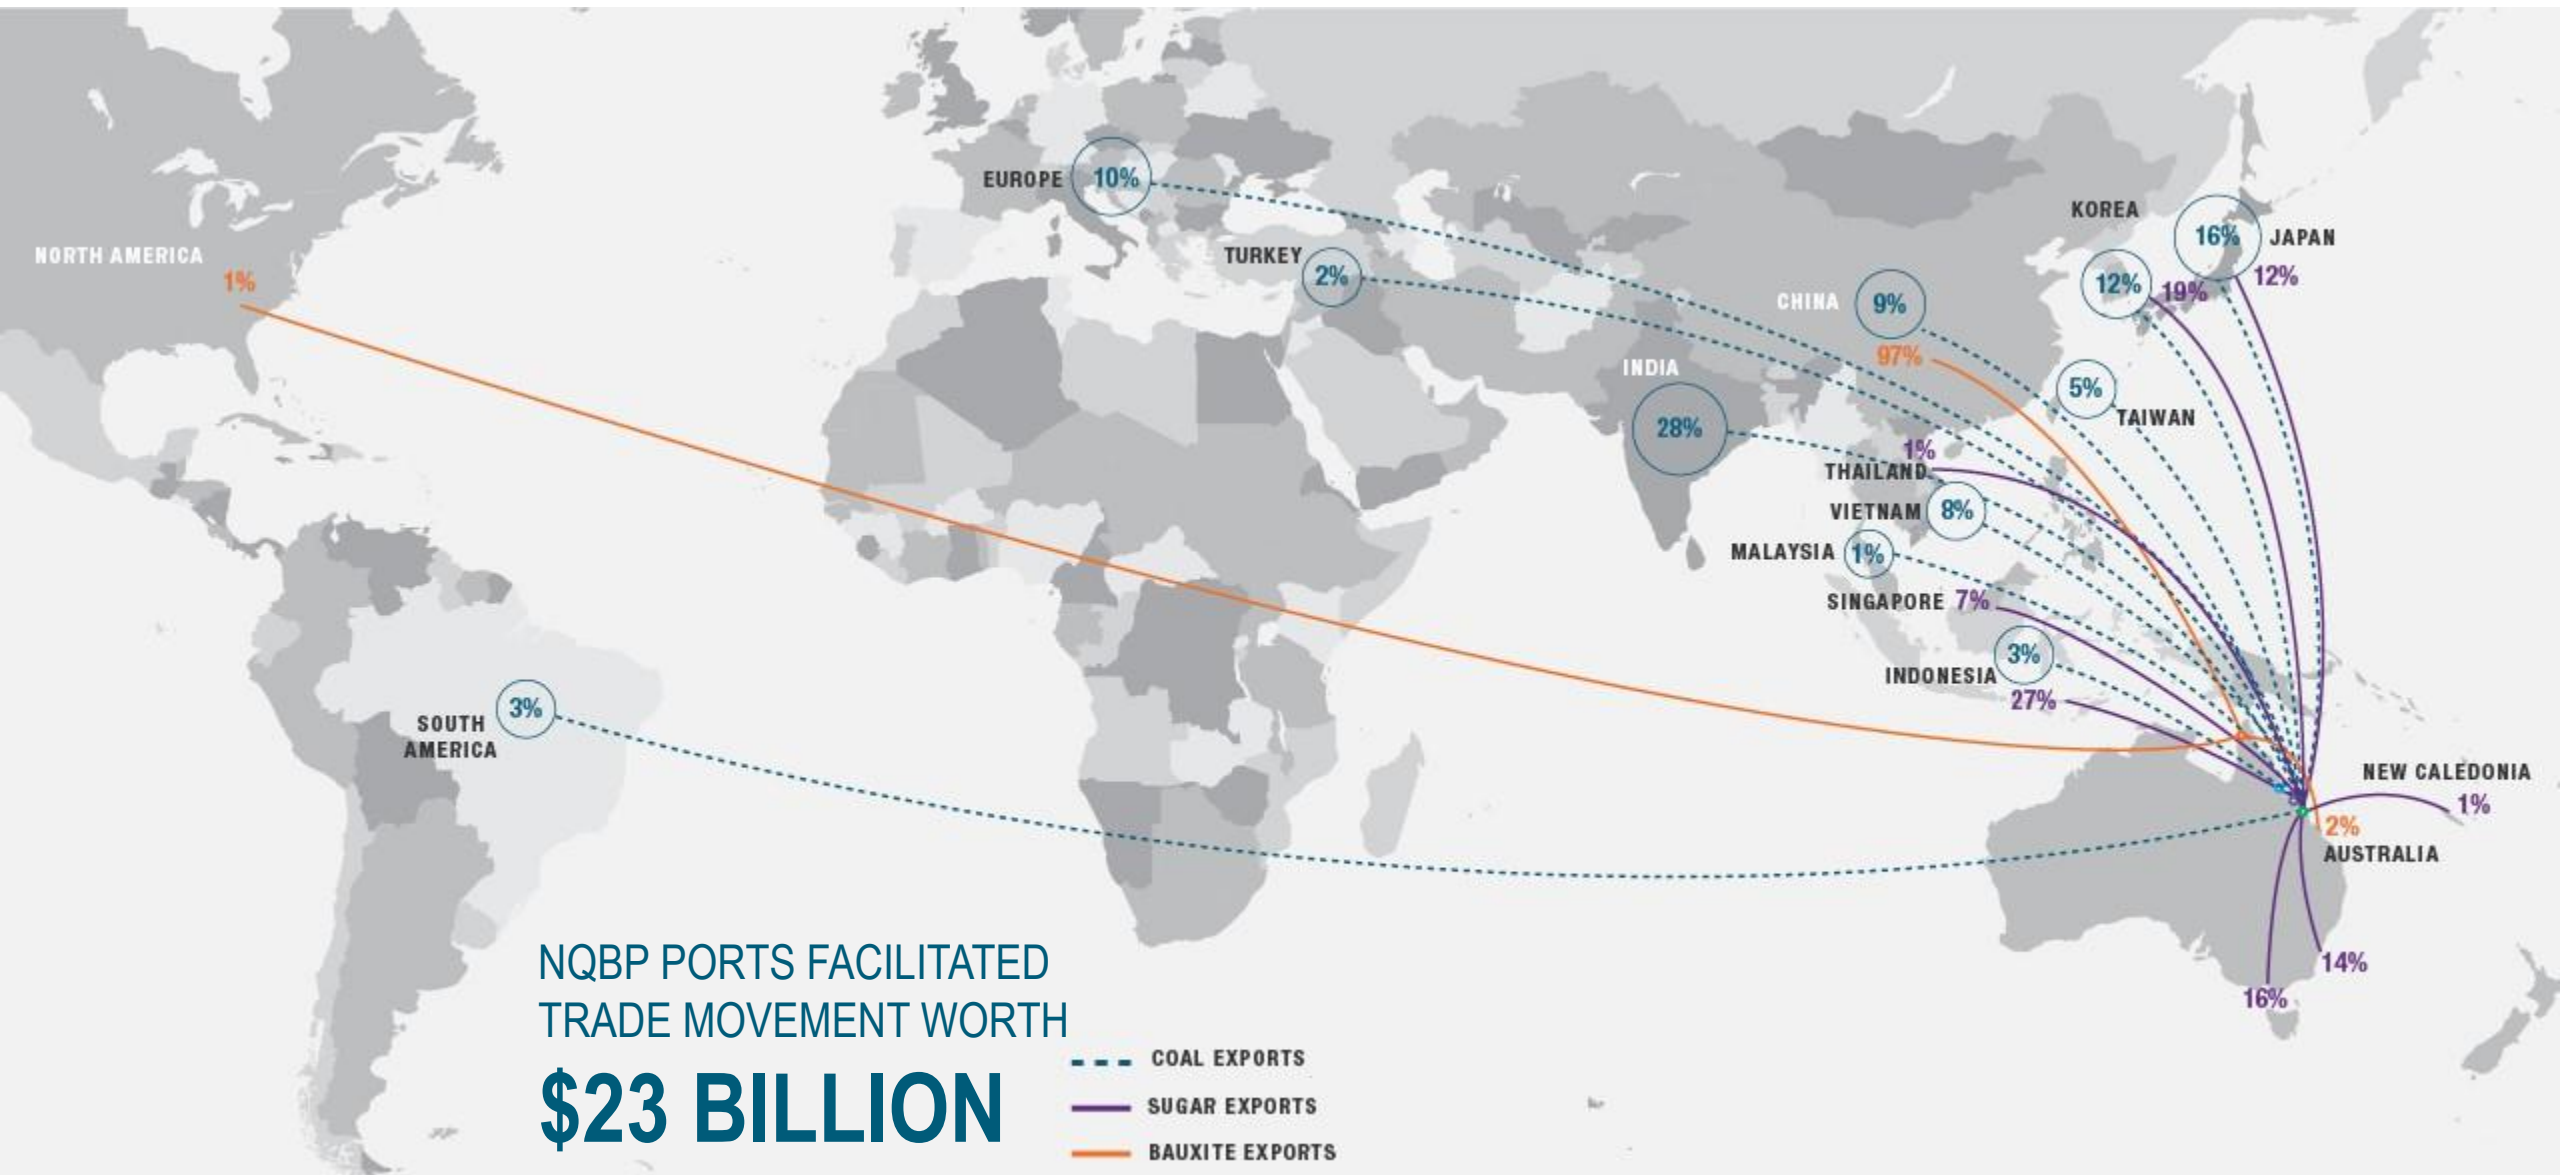 EUROPE
10%
KOREA
16%
JAPAN
NORTH AMERICA
1%
TURKEY
2%
12%
19%
12%
CHINA
9%
97%
INDIA
28%
5%
TAIWAN
1%
THAILAND
VIETNAM
8%
MALAYSIA
1%
SINGAPORE
7%
3%
INDONESIA
27%
3%
SOUTH
AMERICA
NEW CALEDONIA
1%
2%
AUSTRALIA
14%
16%
NQBP PORTS FACILITATED
TRADE MOVEMENT WORTH
$23 BILLION
COAL EXPORTS
SUGAR EXPORTS
BAUXITE EXPORTS